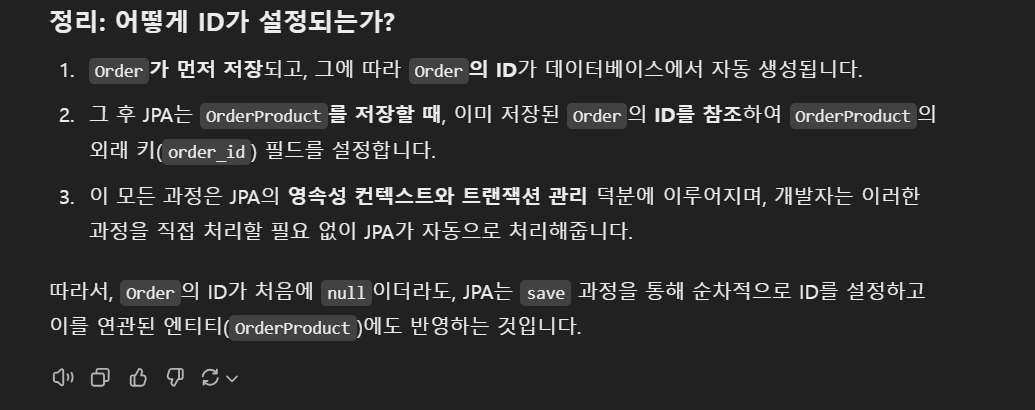 정리: 어떻게 ID가 설정되는가?
1. Order가 먼저 저장되고, 그에 따라 Order의 ID가 데이터베이스에서 자동 생성됩니다.
2. 그 후 JPA는 OrderProduct를 저장할 때, 이미 저장된 Order의 ID를 참조하여 OrderProduct의
외래 키(order_id) 필드를 설정합니다.
3. 이 모든 과정은 JPA의 영속성 컨텍스트와 트랜잭션 관리 덕분에 이루어지며, 개발자는 이러한
과정을 직접 처리할 필요 없이 JPA가 자동으로 처리해줍니다.
따라서, Order의 ID가 처음에 null이더라도, JPA는 save 과정을 통해 순차적으로 ID를 설정하고
이를 연관된 엔티티(OrderProduct)에도 반영하는 것입니다.